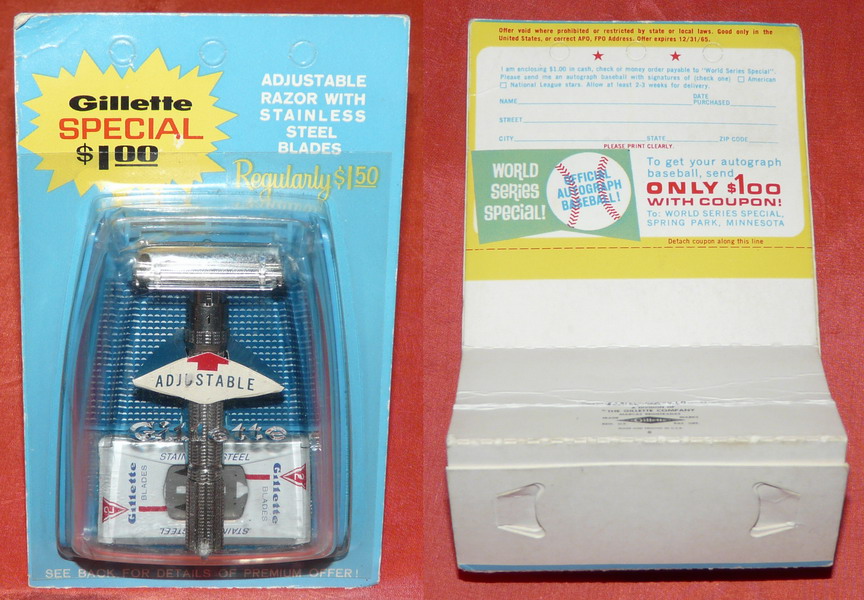 Gillette
SPECIAL
$1.00
ADJUSTABLE
RAZOR WITH
STAINLESS
STEEL
BLADES
Regularly $1.50
ADJUSTABLE
Gillette
STAINLESS STEEL
Gillette
BLADES
Gillette
BLADES
STAINLESS STEEL
SEE BACK FOR DETAILS OF PREMIUM OFFER!
Offer void where prohibited or restricted by state or local laws. Good only in the
United States, or correct APO, FPO Address. Offer expires 12/31/65.
I am enclosing $1.00 in cash, check or money order payable to "World Series Special".
Please send me an autograph baseball with signatures of (check one) American
National League stars. Allow at least 2-3 weeks for delivery.
NAME DATE PURCHASED
STREET
CITY STATE ZIP CODE
PLEASE PRINT CLEARLY
WORLD
SERIES
SPECIAL!
OFFICIAL
AUTOGRAPH
BASEBALL!
To get your autograph
baseball, send
ONLY $1.00
WITH COUPON!
To: WORLD SERIES SPECIAL,
SPRING PARK, MINNESOTA
Detach coupon along this line
THE GILLETTE COMPANY
Gillette